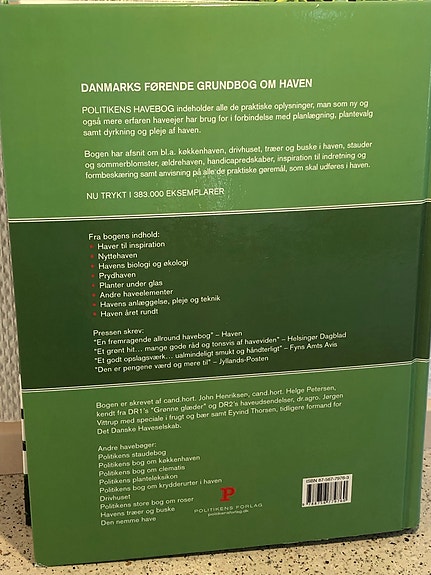 DANMARKS FØRENDE GRUNDBOG OM HAVEN
POLITIKENS HAVEBOG indeholder alle de praktiske oplysninger, man som ny og
også mere erfaren haveejer har brug for i forbindelse med planlægning, plantevalg
samt dyrkning og pleje af haven.
Bogen har afsnit om bl.a. køkkenhaven, drivhuset, træer og buske i haven, stauder
og sommerblomster, ældrehaven, handicapredskaber, inspiration til indretning og
formbeskæring samt anvisning på alle de praktiske gøremål, som skal udføres i haven.
NU TRYKT I 383.000 EKSEMPLARER
Fra bogens indhold:
• Haver til inspiration
• Nyttehaven
• Havens biologi og økologi
• Prydhaven
• Planter under glas
• Andre haveelementer
• Havens anlæggelse, pleje og teknik
• Haven året rundt
Pressen skrev:
"En fremragende allround havebog" – Haven
"Et grønt hit... mange gode råd og tonsvis af haveviden" – Helsingør Dagblad
"Et godt opslagsværk... ualmindeligt smukt og håndterligt" – Fyns Amts Avis
"Den er pengene værd og mere til" – Jyllands-Posten
Bogen er skrevet af cand.hort. John Henriksen, cand.hort. Helge Petersen,
kendt fra DR1's "Grønne glæder" og DR2's haveudsendelser, dr.agro. Jørgen
Vittrup med speciale i frugt og bær samt Eyvind Thorsen, tidligere formand for
Det Danske Haveselskab.
Andre havebøger:
Politikens staudebog
Politikens bog om køkkenhaven
Politikens bog om clematis
Politikens planteleksikon
Politikens bog om krydderurter i haven
Drivhuset
Politikens store bog om roser
Havens træer og buske
Den nemme have
P
POLITIKENS FORLAG
politikensforlag.dk
ISBN 87-567-7076-3